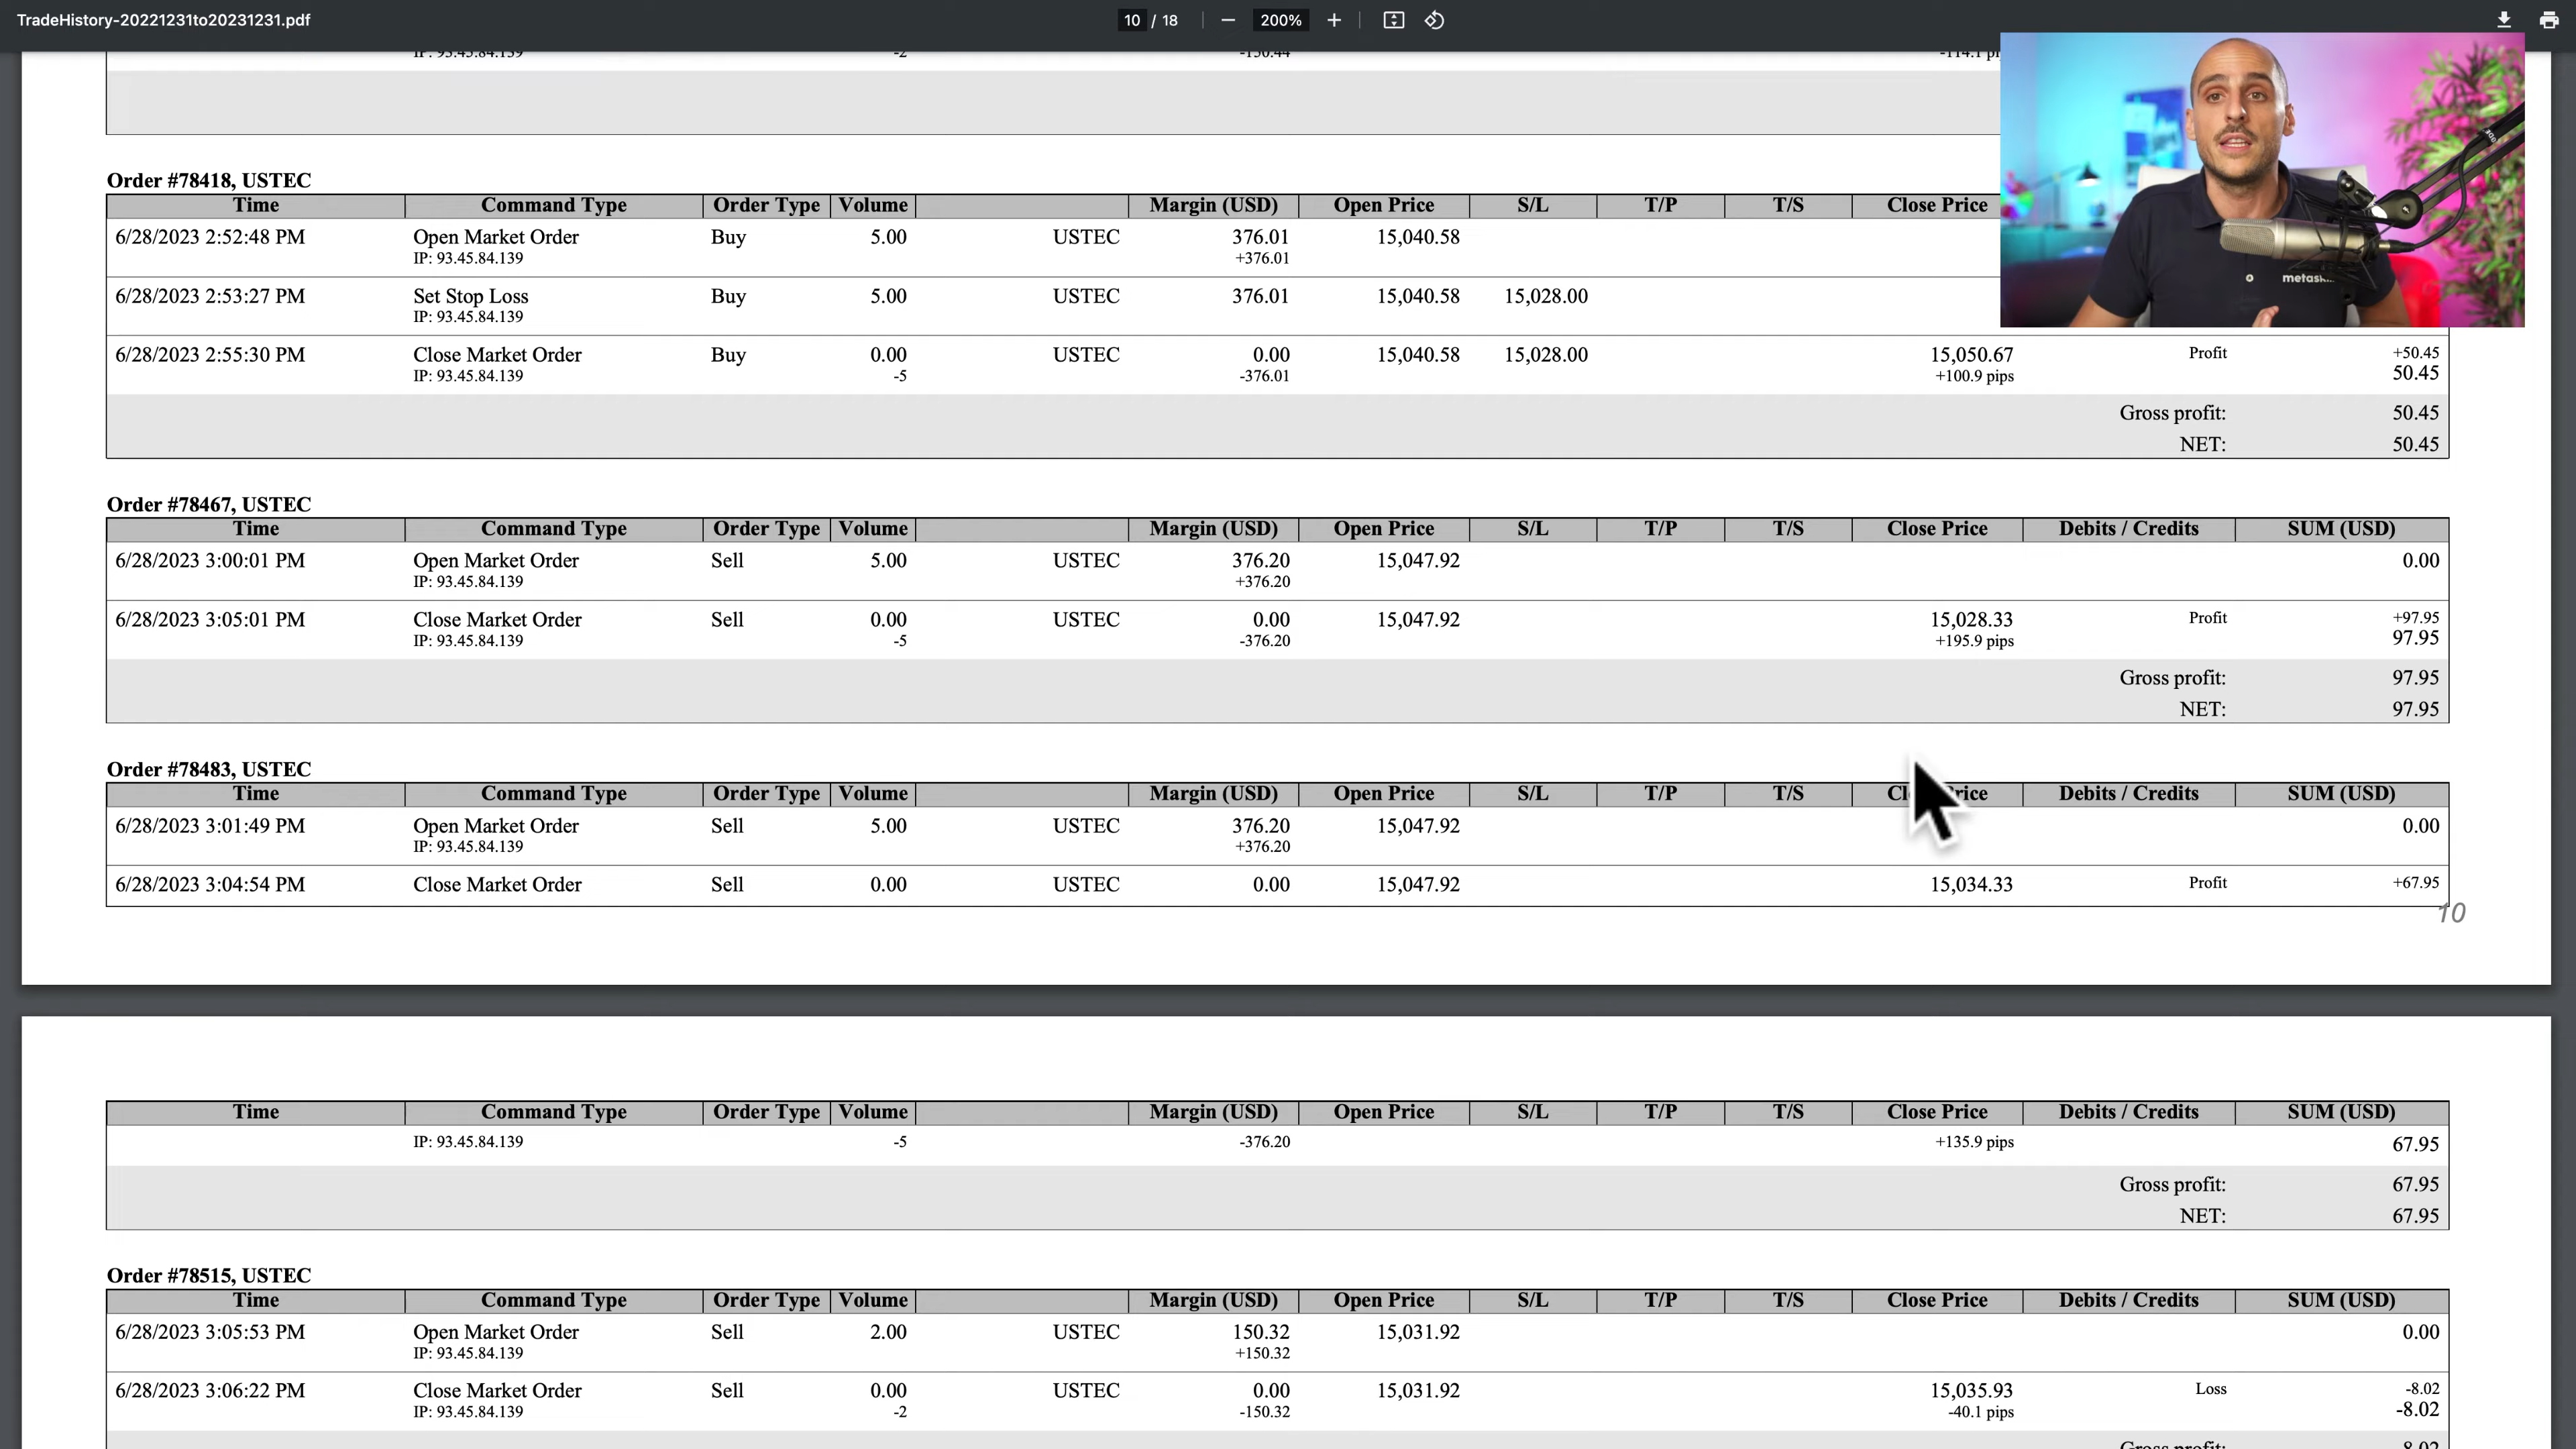 TradeHistory-20221231to20231231.pdf 10 / 18 200%
-2 -150.44
Order #78418, USTEC
Time Command Type Order Type Volume Margin (USD) Open Price S/L T/P T/S Close Price
6/28/2023 2:52:48 PM Open Market Order Buy 5.00 USTEC 376.01 15,040.58
IP: 93.45.84.139 +376.01
6/28/2023 2:53:27 PM Set Stop Loss Buy 5.00 USTEC 376.01 15,040.58 15,028.00
IP: 93.45.84.139
6/28/2023 2:55:30 PM Close Market Order Buy 0.00 USTEC 0.00 15,040.58 15,028.00 15,050.67 Profit +50.45
IP: 93.45.84.139 -5 -376.01 +100.9 pips 50.45
Gross profit: 50.45
NET: 50.45
Order #78467, USTEC
Time Command Type Order Type Volume Margin (USD) Open Price S/L T/P T/S Close Price Debits / Credits SUM (USD)
6/28/2023 3:00:01 PM Open Market Order Sell 5.00 USTEC 376.20 15,047.92 0.00
IP: 93.45.84.139 +376.20
6/28/2023 3:05:01 PM Close Market Order Sell 0.00 USTEC 0.00 15,047.92 15,028.33 Profit +97.95
IP: 93.45.84.139 -5 -376.20 +195.9 pips 97.95
Gross profit: 97.95
NET: 97.95
Order #78483, USTEC
Time Command Type Order Type Volume Margin (USD) Open Price S/L T/P T/S Debits / Credits SUM (USD)
6/28/2023 3:01:49 PM Open Market Order Sell 5.00 USTEC 376.20 15,047.92 0.00
IP: 93.45.84.139 +376.20
6/28/2023 3:04:54 PM Close Market Order Sell 0.00 USTEC 0.00 15,047.92 15,034.33 Profit +67.95
10
Time Command Type Order Type Volume Margin (USD) Open Price S/L T/P T/S Close Price Debits / Credits SUM (USD)
IP: 93.45.84.139 -5 -376.20 +135.9 pips 67.95
Gross profit: 67.95
NET: 67.95
Order #78515, USTEC
Time Command Type Order Type Volume Margin (USD) Open Price S/L T/P T/S Close Price Debits / Credits SUM (USD)
6/28/2023 3:05:53 PM Open Market Order Sell 2.00 USTEC 150.32 15,031.92 0.00
IP: 93.45.84.139 +150.32
6/28/2023 3:06:22 PM Close Market Order Sell 0.00 USTEC 0.00 15,031.92 15,035.93 Loss -8.02
IP: 93.45.84.139 -2 -150.32 -40.1 pips -8.02